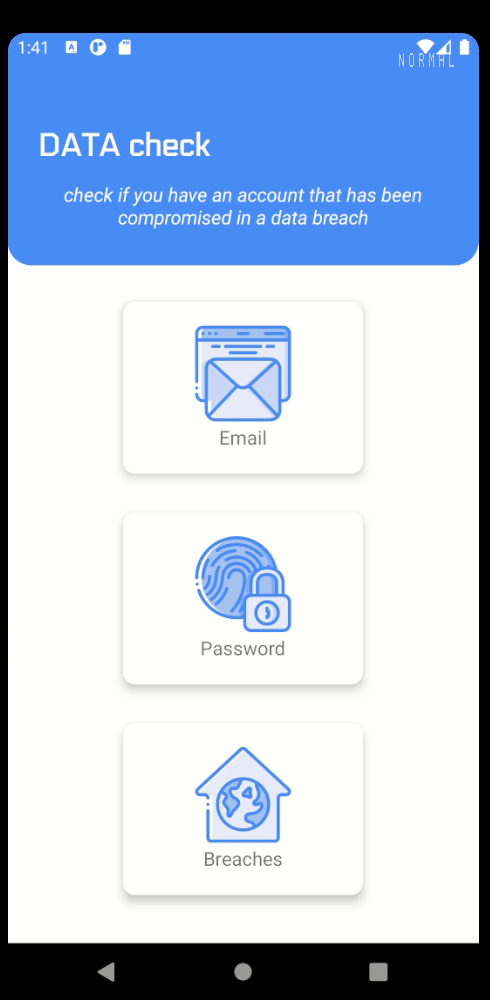 1:41
NORMAL
DATA check
check if you have an account that has been
compromised in a data breach
Email
Password
Breaches